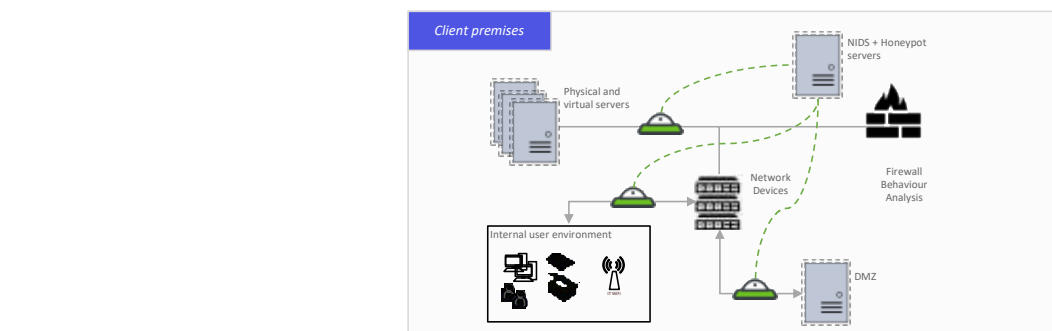 Client premises
NIDS + Honeypot
servers
Physical and
virtual servers
Network
Devices
Firewall
Behaviour
Analysis
Internal user environment
DMZ